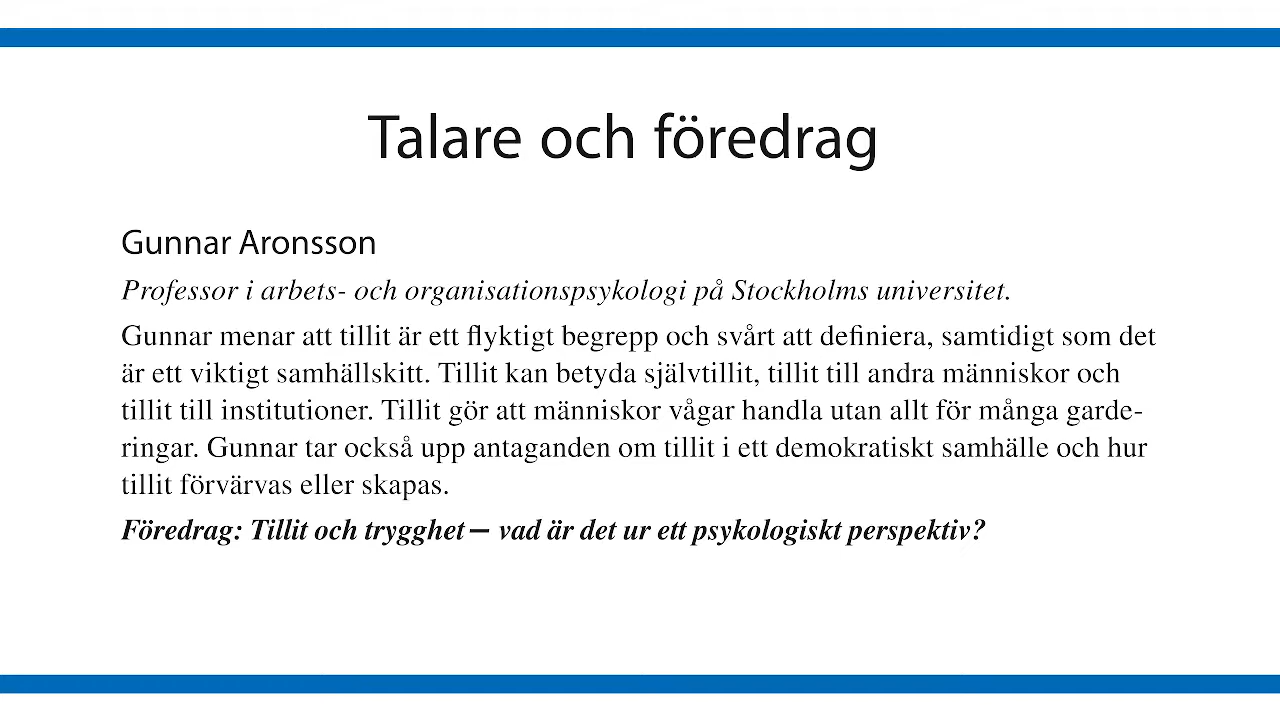 Talare och föredrag
Gunnar Aronsson
Professor i arbets- och organisationspsykologi på Stockholms universitet.
Gunnar menar att tillit är ett flyktigt begrepp och svårt att definiera, samtidigt som det
är ett viktigt samhällskitt. Tillit kan betyda självtillit, tillit till andra människor och
tillit till institutioner. Tillit gör att människor vågar handla utan allt för många garde-
ringar. Gunnar tar också upp antaganden om tillit i ett demokratiskt samhälle och hur
tillit förvärvas eller skapas.
Föredrag: Tillit och trygghet – vad är det ur ett psykologiskt perspektiv?